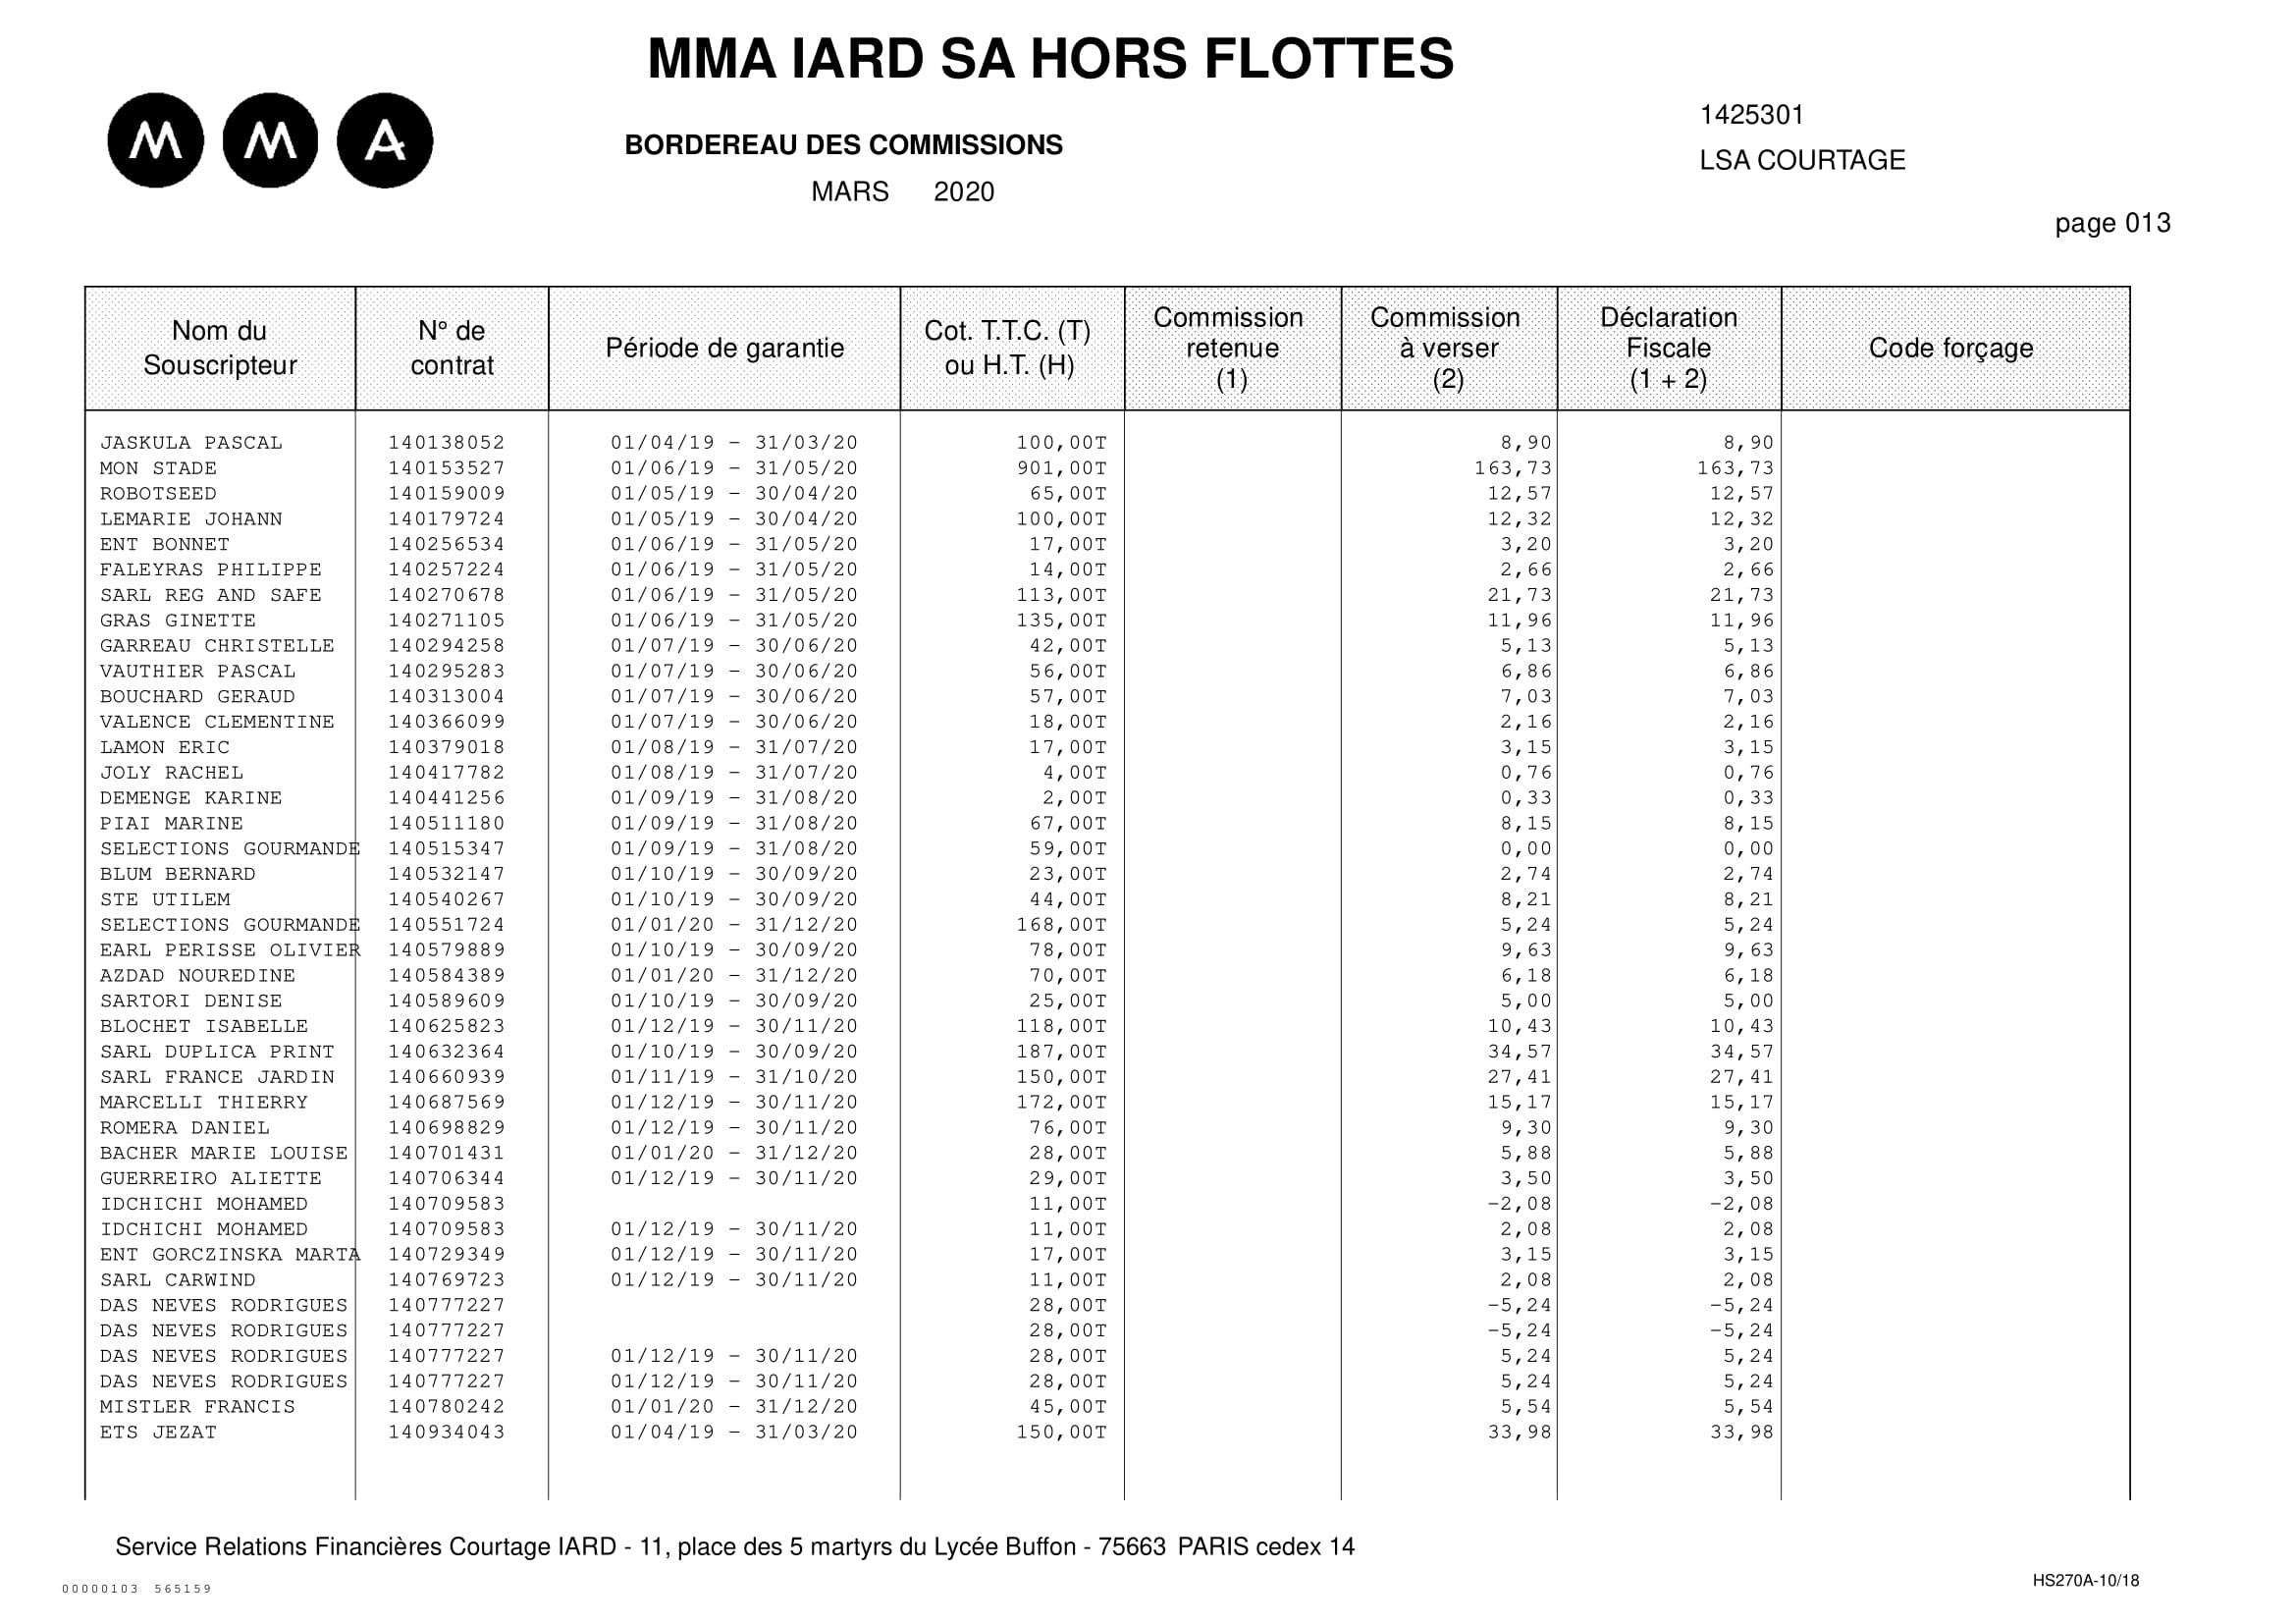 MMA IARD SA HORS FLOTTES
M M A
BORDEREAU DES COMMISSIONS
MARS 2020
1425301
LSA COURTAGE
page 013
Nom du Souscripteur N° de contrat Période de garantie Cot. T.T.C. (T) ou H.T. (H) Commission retenue (1) Commission à verser (2) Déclaration Fiscale (1 + 2) Code forçage
JASKULA PASCAL 140138052 01/04/19 - 31/03/20 100,00T 8,90 8,90
MON STADE 140153527 01/06/19 - 31/05/20 901,00T 163,73 163,73
ROBOTSEED 140159009 01/05/19 - 30/04/20 65,00T 12,57 12,57
LEMARIE JOHANN 140179724 01/05/19 - 30/04/20 100,00T 12,32 12,32
ENT BONNET 140256534 01/06/19 - 31/05/20 17,00T 3,20 3,20
FALEYRAS PHILIPPE 140257224 01/06/19 - 31/05/20 14,00T 2,66 2,66
SARL REG AND SAFE 140270678 01/06/19 - 31/05/20 113,00T 21,73 21,73
GRAS GINETTE 140271105 01/06/19 - 31/05/20 135,00T 11,96 11,96
GARREAU CHRISTELLE 140294258 01/07/19 - 30/06/20 42,00T 5,13 5,13
VAUTHIER PASCAL 140295283 01/07/19 - 30/06/20 56,00T 6,86 6,86
BOUCHARD GERAUD 140313004 01/07/19 - 30/06/20 57,00T 7,03 7,03
VALENCE CLEMENTINE 140366099 01/07/19 - 30/06/20 18,00T 2,16 2,16
LAMON ERIC 140379018 01/08/19 - 31/07/20 17,00T 3,15 3,15
JOLY RACHEL 140417782 01/08/19 - 31/07/20 4,00T 0,76 0,76
DEMENGE KARINE 140441256 01/09/19 - 31/08/20 2,00T 0,33 0,33
PIAI MARINE 140511180 01/09/19 - 31/08/20 67,00T 8,15 8,15
SELECTIONS GOURMANDE 140515347 01/09/19 - 31/08/20 59,00T 0,00 0,00
BLUM BERNARD 140532147 01/10/19 - 30/09/20 23,00T 2,74 2,74
STE UTILEM 140540267 01/10/19 - 30/09/20 44,00T 8,21 8,21
SELECTIONS GOURMANDE 140551724 01/01/20 - 31/12/20 168,00T 5,24 5,24
EARL PERISSE OLIVIER 140579889 01/10/19 - 30/09/20 78,00T 9,63 9,63
AZDAD NOUREDINE 140584389 01/01/20 - 31/12/20 70,00T 6,18 6,18
SARTORI DENISE 140589609 01/10/19 - 30/09/20 25,00T 5,00 5,00
BLOCHET ISABELLE 140625823 01/12/19 - 30/11/20 118,00T 10,43 10,43
SARL DUPLICA PRINT 140632364 01/10/19 - 30/09/20 187,00T 34,57 34,57
SARL FRANCE JARDIN 140660939 01/11/19 - 31/10/20 150,00T 27,41 27,41
MARCELLI THIERRY 140687569 01/12/19 - 30/11/20 172,00T 15,17 15,17
ROMERA DANIEL 140698829 01/12/19 - 30/11/20 76,00T 9,30 9,30
BACHER MARIE LOUISE 140701431 01/01/20 - 31/12/20 28,00T 5,88 5,88
GUERREIRO ALIETTE 140706344 01/12/19 - 30/11/20 29,00T 3,50 3,50
IDCHICHI MOHAMED 140709583 11,00T -2,08 -2,08
IDCHICHI MOHAMED 140709583 01/12/19 - 30/11/20 11,00T 2,08 2,08
ENT GORCZINSKA MARTA 140729349 01/12/19 - 30/11/20 17,00T 3,15 3,15
SARL CARWIND 140769723 01/12/19 - 30/11/20 11,00T 2,08 2,08
DAS NEVES RODRIGUES 140777227 28,00T -5,24 -5,24
DAS NEVES RODRIGUES 140777227 28,00T -5,24 -5,24
DAS NEVES RODRIGUES 140777227 01/12/19 - 30/11/20 28,00T 5,24 5,24
DAS NEVES RODRIGUES 140777227 01/12/19 - 30/11/20 28,00T 5,24 5,24
MISTLER FRANCIS 140780242 01/01/20 - 31/12/20 45,00T 5,54 5,54
ETS JEZAT 140934043 01/04/19 - 31/03/20 150,00T 33,98 33,98
Service Relations Financières Courtage IARD - 11, place des 5 martyrs du Lycée Buffon - 75663 PARIS cedex 14
00000103 565159
HS270A-10/18